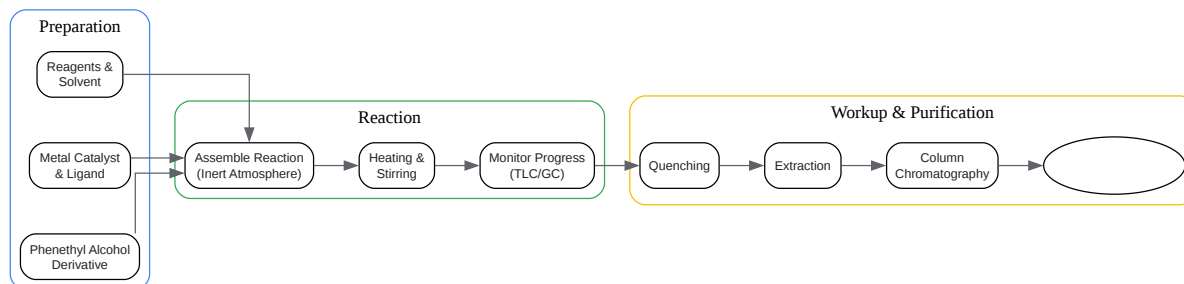 Preparation
Reagents &
Solvent
Metal Catalyst
& Ligand
Phenethyl Alcohol
Derivative
Reaction
Assemble Reaction
(Inert Atmosphere)
Heating &
Stirring
Monitor Progress
(TLC/GC)
Workup & Purification
Quenching
Extraction
Column
Chromatography